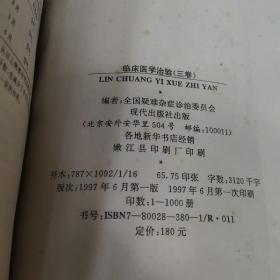 临床医学治验(三卷)
LIN CHUANG YI XUE ZHI YAN
编者:全国疑难杂症诊治委员会
现代出版社出版
(北京安外安华里504号 邮编:100011)
各地新华书店经销
嫩江县印刷厂印刷
开本:787×1092/1/16 65.75印张 字数:3120千字
版次:1997年6月第一版 1997年6月第一次印刷
印数:1—1000册
书号:ISBN7-80028-380-1/R·011
定价:180元